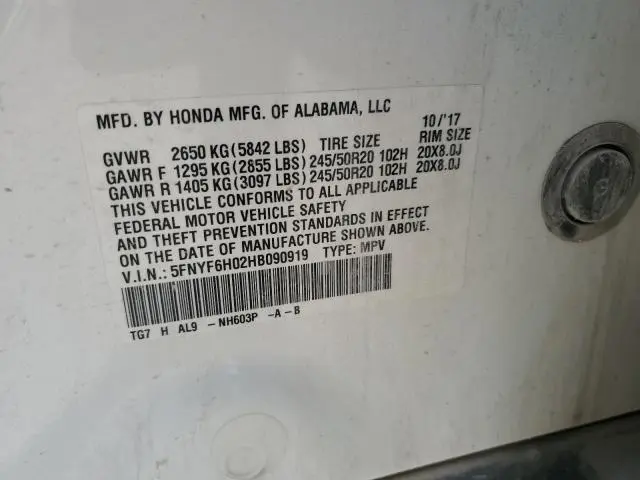 MFD. BY HONDA MFG. OF ALABAMA, LLC 10/'17
GVWR 2650 KG(5842 LBS) TIRE SIZE RIM SIZE
GAWR F 1295 KG(2855 LBS) 245/50R20 102H 20X8.0J
GAWR R 1405 KG(3097 LBS) 245/50R20 102H 20X8.0J
THIS VEHICLE CONFORMS TO ALL APPLICABLE
FEDERAL MOTOR VEHICLE SAFETY
AND THEFT PREVENTION STANDARDS IN EFFECT
ON THE DATE OF MANUFACTURE SHOWN ABOVE.
V.I.N.: 5FNYF6H02HB090919 TYPE: MPV
TG7 H AL9 -NH603P -A-B